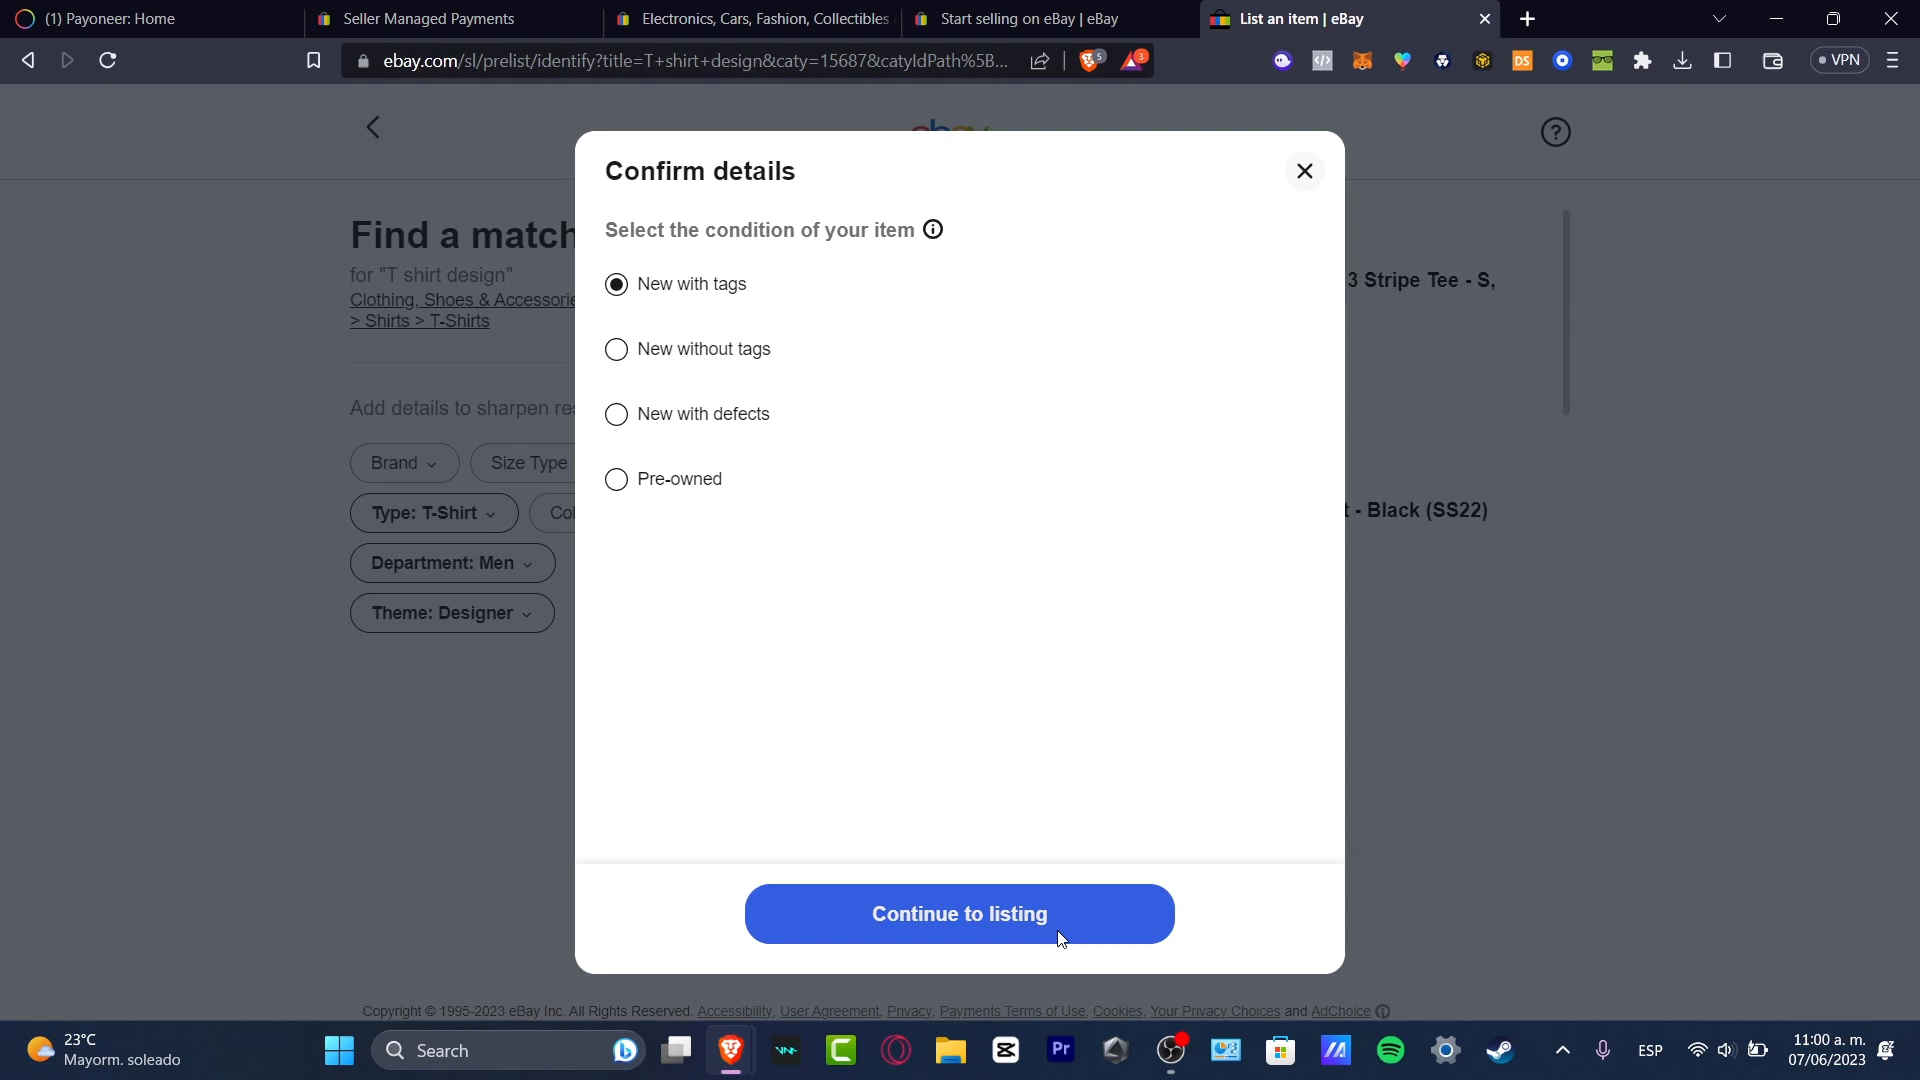 (1) Payoneer: Home
Seller Managed Payments
Electronics, Cars, Fashion, Collectibles
Start selling on eBay | eBay
List an item | eBay
ebay.com/sl/prelist/identify?title=T+shirt+design&caty=15687&catyIdPath%5B...
5
3
DS
VPN
ebay
Confirm details
Find a match
Select the condition of your item
for "T shirt design"
Clothing, Shoes & Accessorie
> Shirts > T-Shirts
New with tags
3 Stripe Tee - S,
New without tags
Add details to sharpen re
New with defects
Brand
Size Type
Pre-owned
Type: T-Shirt
Col
t - Black (SS22)
Department: Men
Theme: Designer
Continue to listing
Copyright © 1995-2023 eBay Inc. All Rights Reserved. Accessibility, User Agreement, Privacy, Payments Terms of Use, Cookies, Your Privacy Choices and AdChoice
23°C
Mayorm. soleado
Search
Pr
ESP
11:00 a. m.
07/06/2023